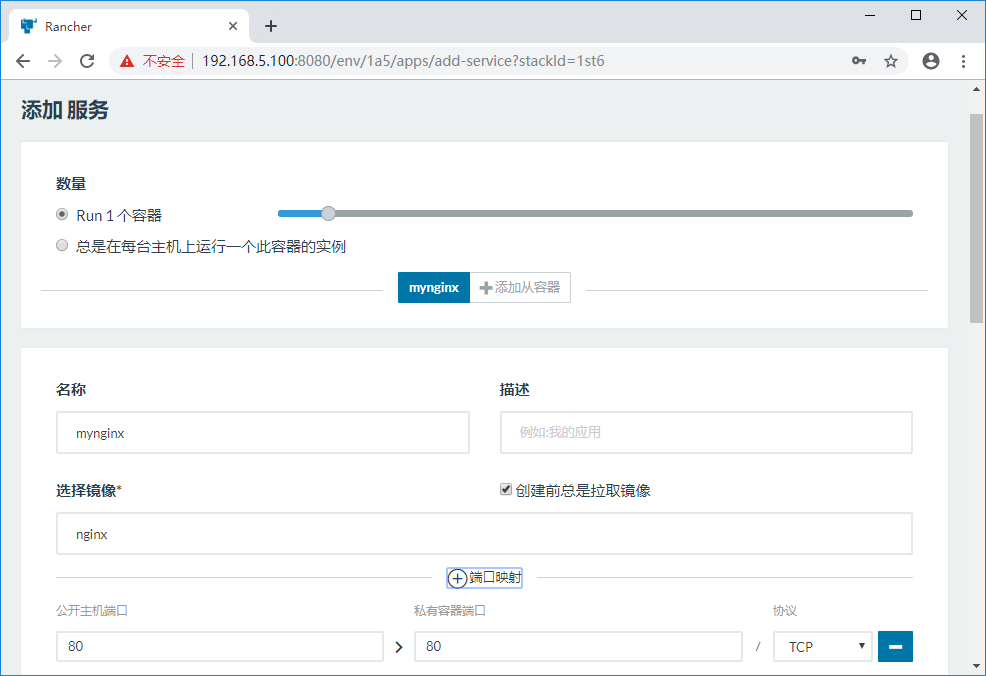 Rancher
不安全 192.168.5.100:8080/env/1a5/apps/add-service?stackId=1st6
添加 服务
数量
Run 1 个容器
总是在每台主机上运行一个此容器的实例
mynginx 添加从容器
名称 描述
mynginx 例如:我的应用
选择镜像* 创建前总是拉取镜像
nginx
端口映射
公开主机端口 私有容器端口 协议
80 80 / TCP